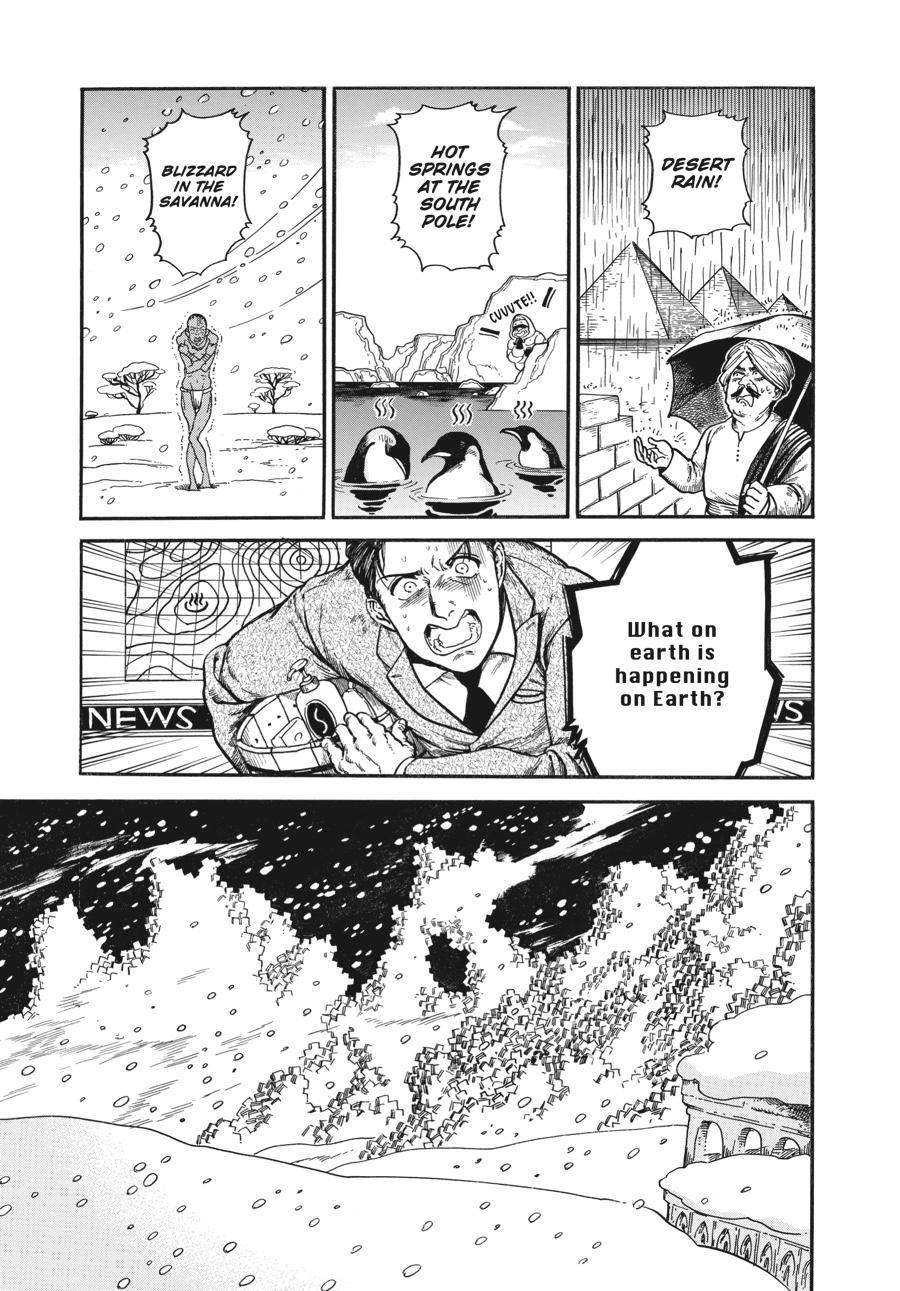 DESERT
RAIN!
HOT
SPRINGS
AT THE
SOUTH
POLE!
CUUUTE!!
BLIZZARD
IN THE
SAVANNA!
What on
earth is
happening
on Earth?
NEWS
WS